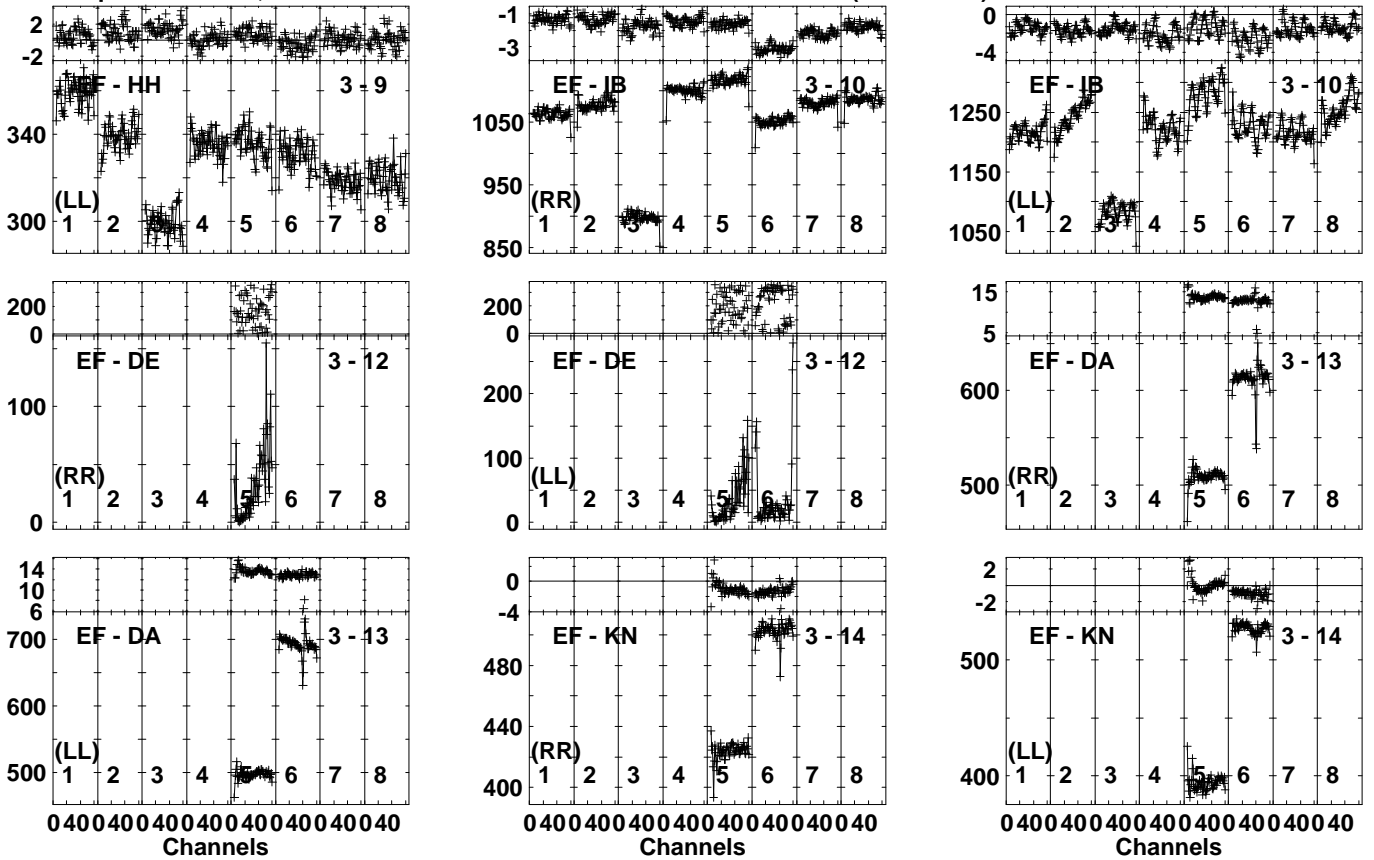 2
-2
EF - HH 3 - 9
340
300
(LL)
1 2 3 4 5 6 7 8
-1
-3
EF - IB 3 - 10
1050
950
850
(RR)
1 2 3 4 5 6 7 8
0
-4
EF - IB 3 - 10
1250
1150
1050
(LL)
1 2 3 4 5 6 7 8
200
0
EF - DE 3 - 12
100
0
(RR)
1 2 3 4 5 6 7 8
200
0
EF - DE 3 - 12
200
100
0
(LL)
1 2 3 4 5 6 7 8
15
5
EF - DA 3 - 13
600
500
(RR)
1 2 3 4 5 6 7 8
14
10
6
EF - DA 3 - 13
700
600
500
(LL)
1 2 3 4 5 6 7 8
0 40 0 40 0 40 0 40 0 40 0 40 0 40 0 40
Channels
0
-4
EF - KN 3 - 14
480
440
400
(RR)
1 2 3 4 5 6 7 8
0 40 0 40 0 40 0 40 0 40 0 40 0 40 0 40
Channels
2
-2
EF - KN 3 - 14
500
400
(LL)
1 2 3 4 5 6 7 8
0 40 0 40 0 40 0 40 0 40 0 40 0 40 0 40
Channels